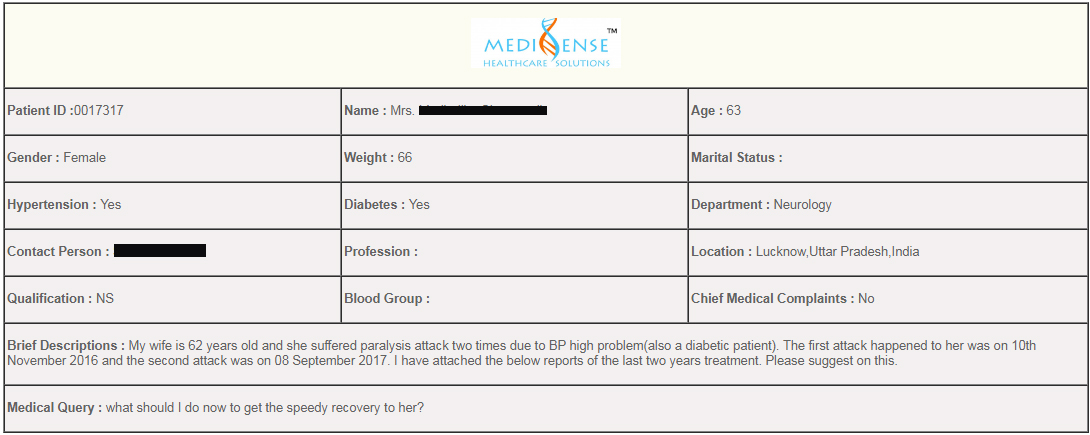 MEDISENSE™
HEALTHCARE SOLUTIONS
Patient ID :0017317
Name : Mrs.
Age : 63
Gender : Female
Weight : 66
Marital Status :
Hypertension : Yes
Diabetes : Yes
Department : Neurology
Contact Person :
Profession :
Location : Lucknow,Uttar Pradesh,India
Qualification : NS
Blood Group :
Chief Medical Complaints : No
Brief Descriptions : My wife is 62 years old and she suffered paralysis attack two times due to BP high problem(also a diabetic patient). The first attack happened to her was on 10th
November 2016 and the second attack was on 08 September 2017. I have attached the below reports of the last two years treatment. Please suggest on this.
Medical Query : what should I do now to get the speedy recovery to her?